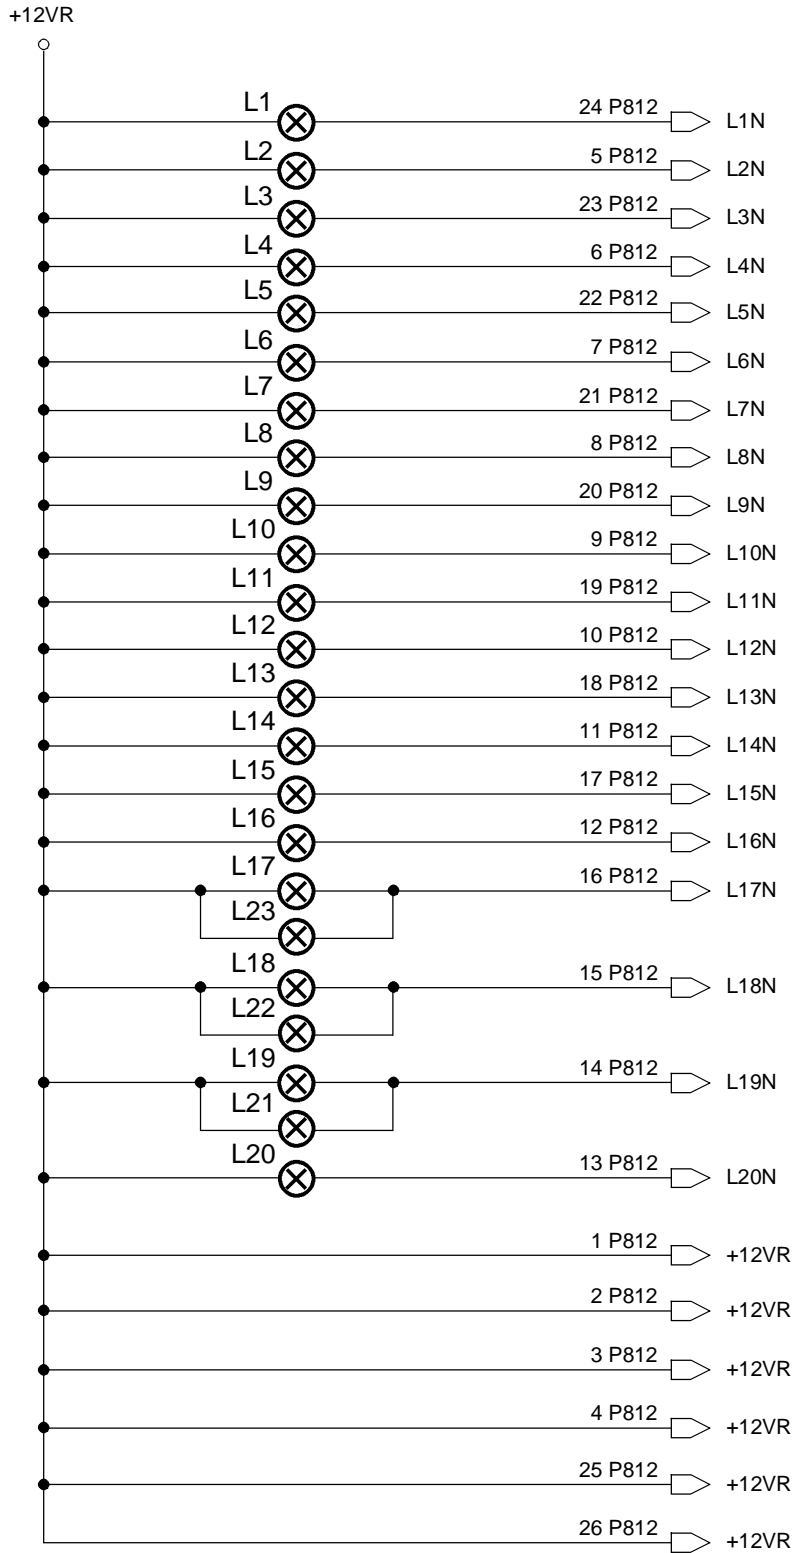 +12VR
L1 24 P812 L1N
L2 5 P812 L2N
L3 23 P812 L3N
L4 6 P812 L4N
L5 22 P812 L5N
L6 7 P812 L6N
L7 21 P812 L7N
L8 8 P812 L8N
L9 20 P812 L9N
L10 9 P812 L10N
L11 19 P812 L11N
L12 10 P812 L12N
L13 18 P812 L13N
L14 11 P812 L14N
L15 17 P812 L15N
L16 12 P812 L16N
L17 16 P812 L17N
L23
L18 15 P812 L18N
L22
L19 14 P812 L19N
L21
L20 13 P812 L20N
1 P812 +12VR
2 P812 +12VR
3 P812 +12VR
4 P812 +12VR
25 P812 +12VR
26 P812 +12VR